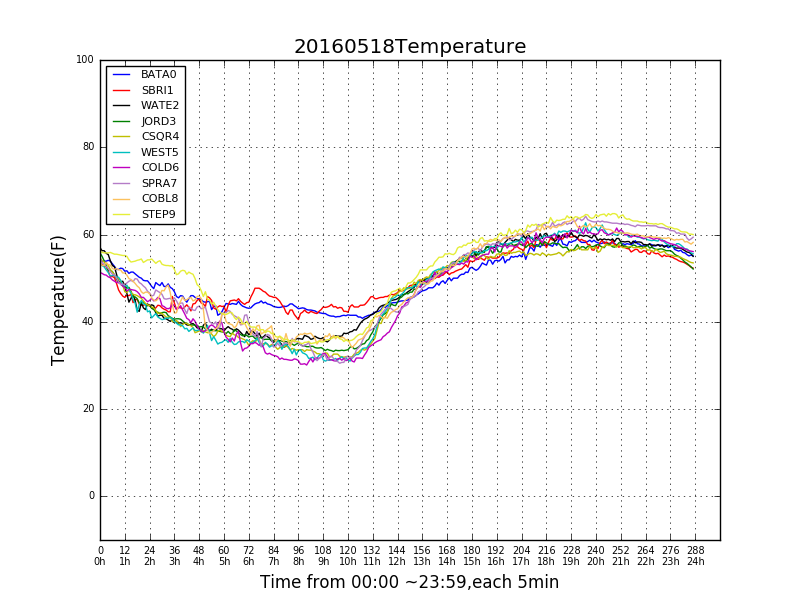 20160518Temperature
100
80
60
40
20
0
Temperature(F)
BATA0
SBRI1
WATE2
JORD3
CSQR4
WEST5
COLD6
SPRA7
COBL8
STEP9
0 12 24 36 48 60 72 84 96 108 120 132 144 156 168 180 192 204 216 228 240 252 264 276 288
0h 1h 2h 3h 4h 5h 6h 7h 8h 9h 10h 11h 12h 13h 14h 15h 16h 17h 18h 19h 20h 21h 22h 23h 24h
Time from 00:00 ~23:59,each 5min